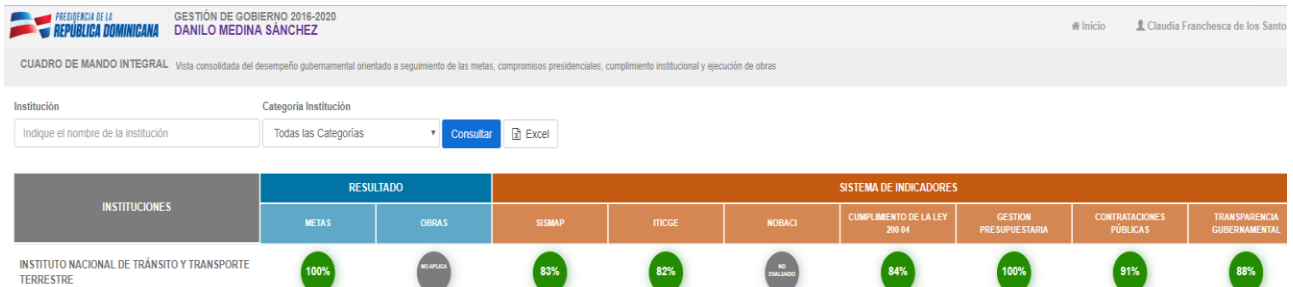 PRESIDENCIA DE LA
REPÚBLICA DOMINICANA
GESTIÓN DE GOBIERNO 2016-2020
DANILO MEDINA SÁNCHEZ
Inicio
Claudia Franchesca de los Santo
CUADRO DE MANDO INTEGRAL Vista consolidada del desempeño gubernamental orientado a seguimiento de las metas, compromisos presidenciales, cumplimiento institucional y ejecución de obras
Institución
Categoria Institución
Indique el nombre de la institución
Todas las Categorías
Consultar
Excel
INSTITUCIONES
RESULTADO
SISTEMA DE INDICADORES
METAS
OBRAS
SISMAP
ITICGE
NOBACI
CUMPLIMIENTO DE LA LEY
200 04
GESTION
PRESUPUESTARIA
CONTRATACIONES
PÚBLICAS
TRANSPARENCIA
GUBERNAMENTAL
INSTITUTO NACIONAL DE TRÁNSITO Y TRANSPORTE
TERRESTRE
100%
NO APLICA
83%
82%
NO
EVALUADO
84%
100%
91%
88%